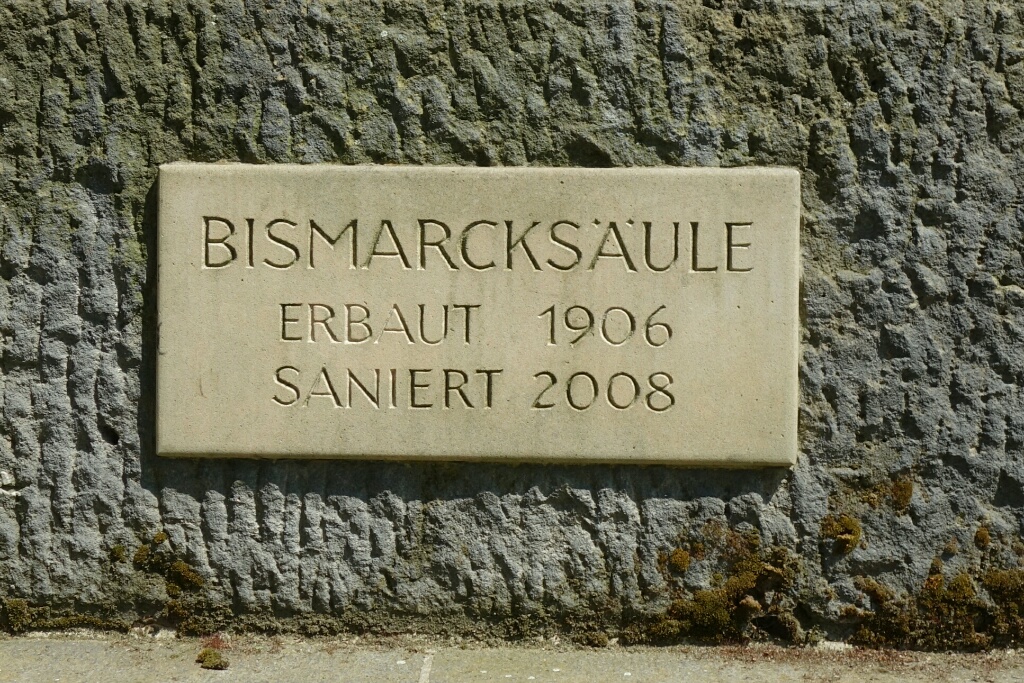 BISMARCKSÄULE
ERBAUT 1906
SANIERT 2008